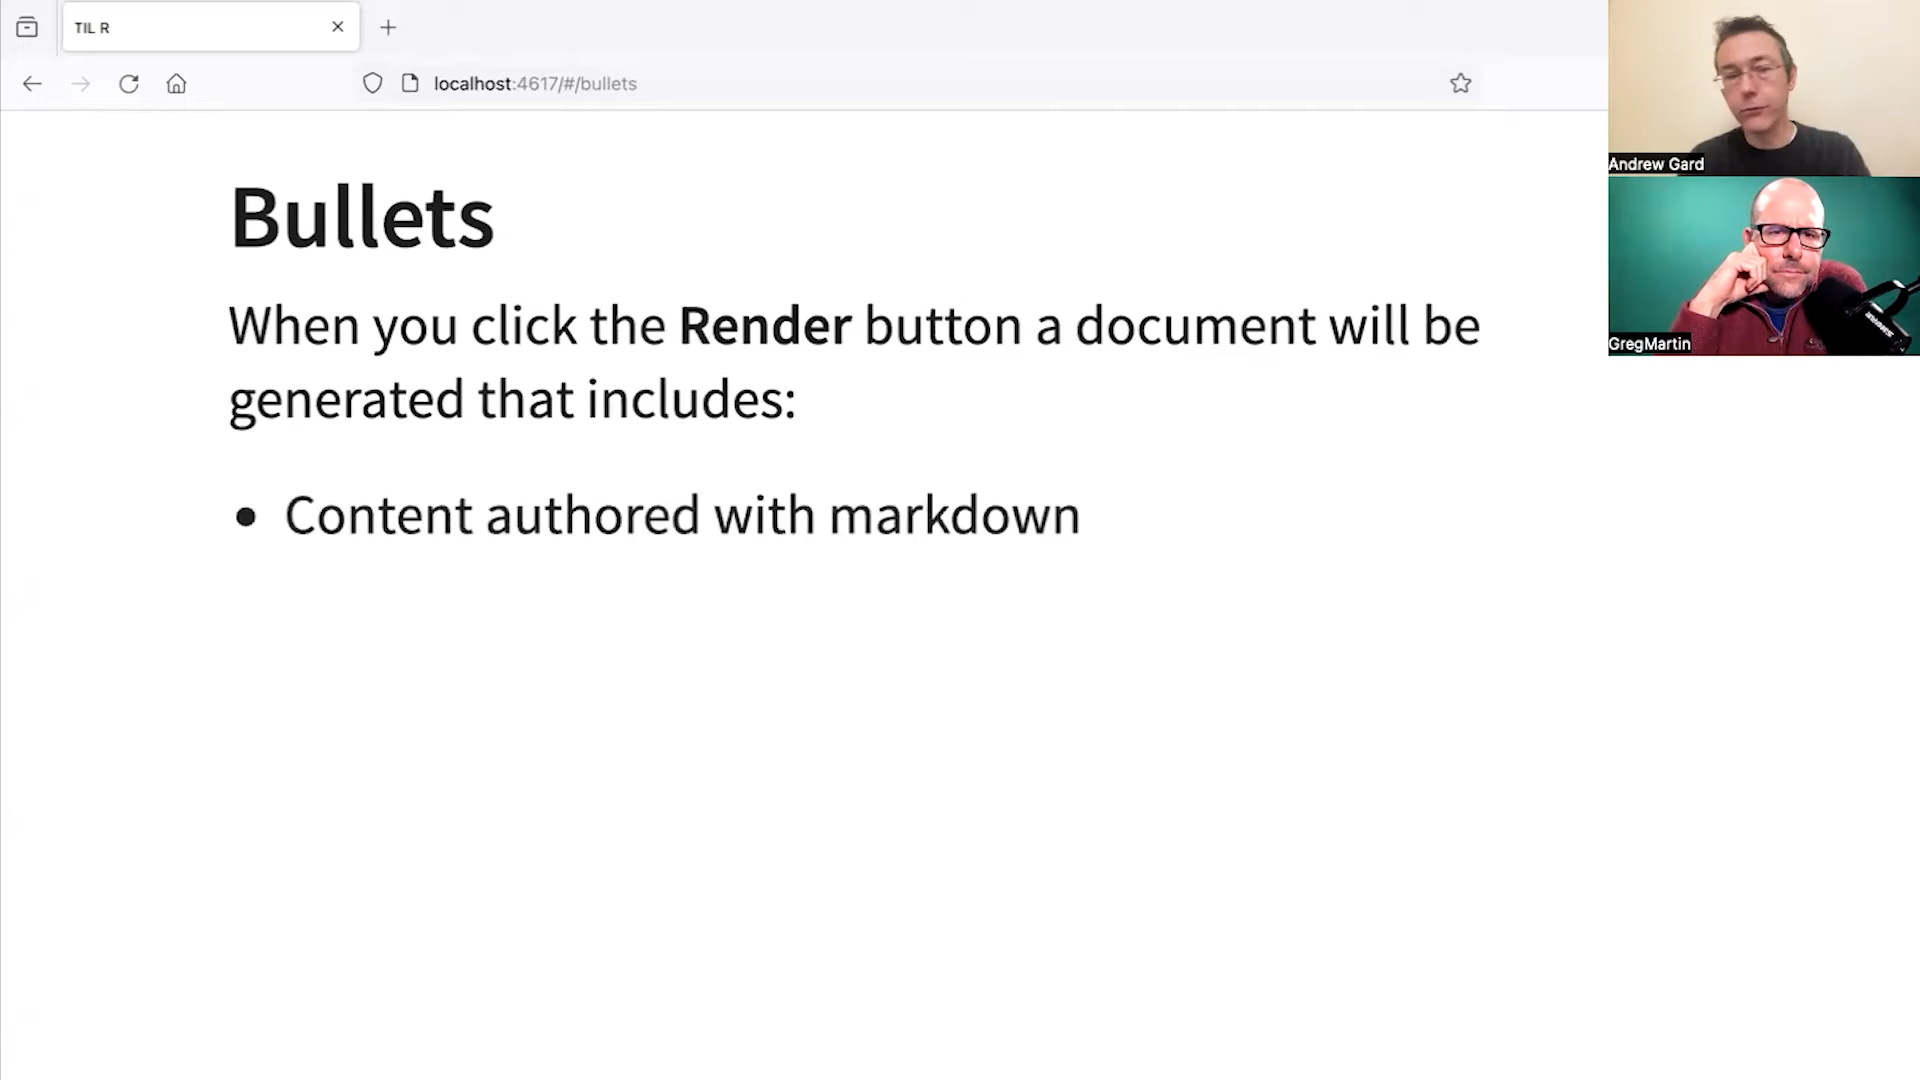 TIL R
localhost:4617/#/bullets
Andrew Gard
GregMartin
Bullets
When you click the Render button a document will be
generated that includes:
• Content authored with markdown